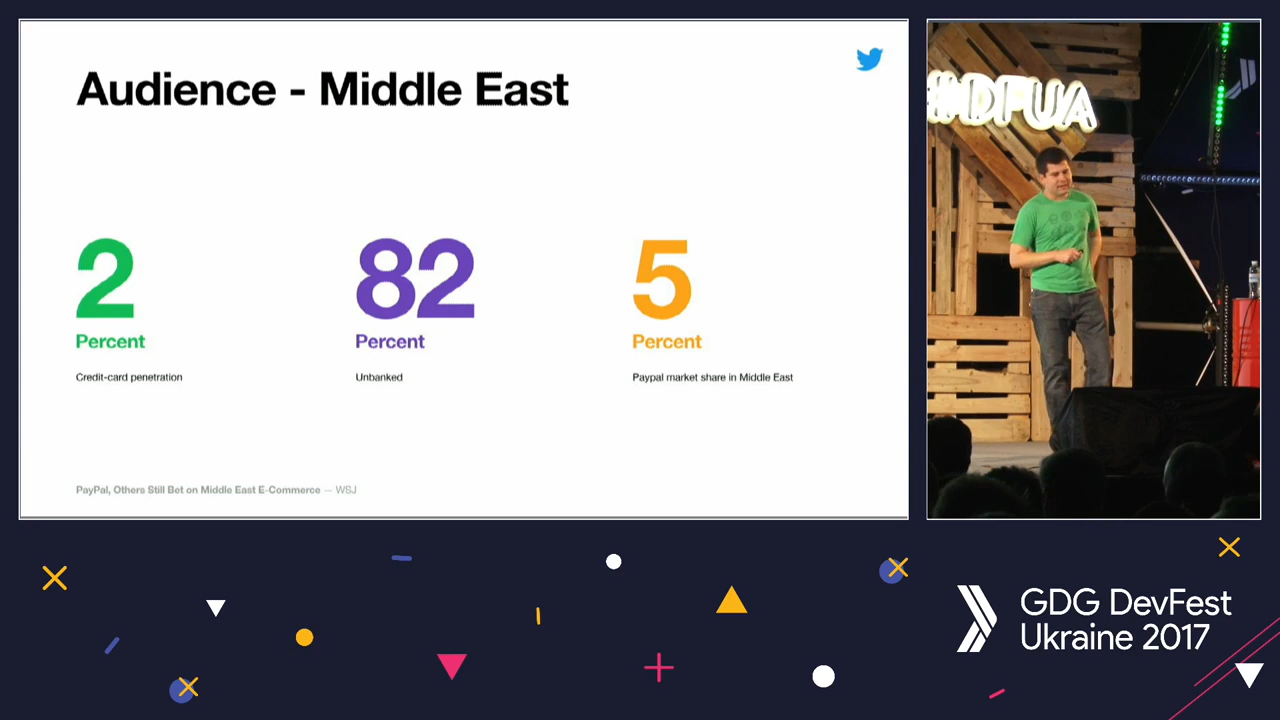 Audience - Middle East
2
Percent
Credit-card penetration
82
Percent
Unbanked
5
Percent
Paypal market share in Middle East
PayPal, Others Still Bet on Middle East E-Commerce — WSJ
#DFUA
GDG DevFest
Ukraine 2017